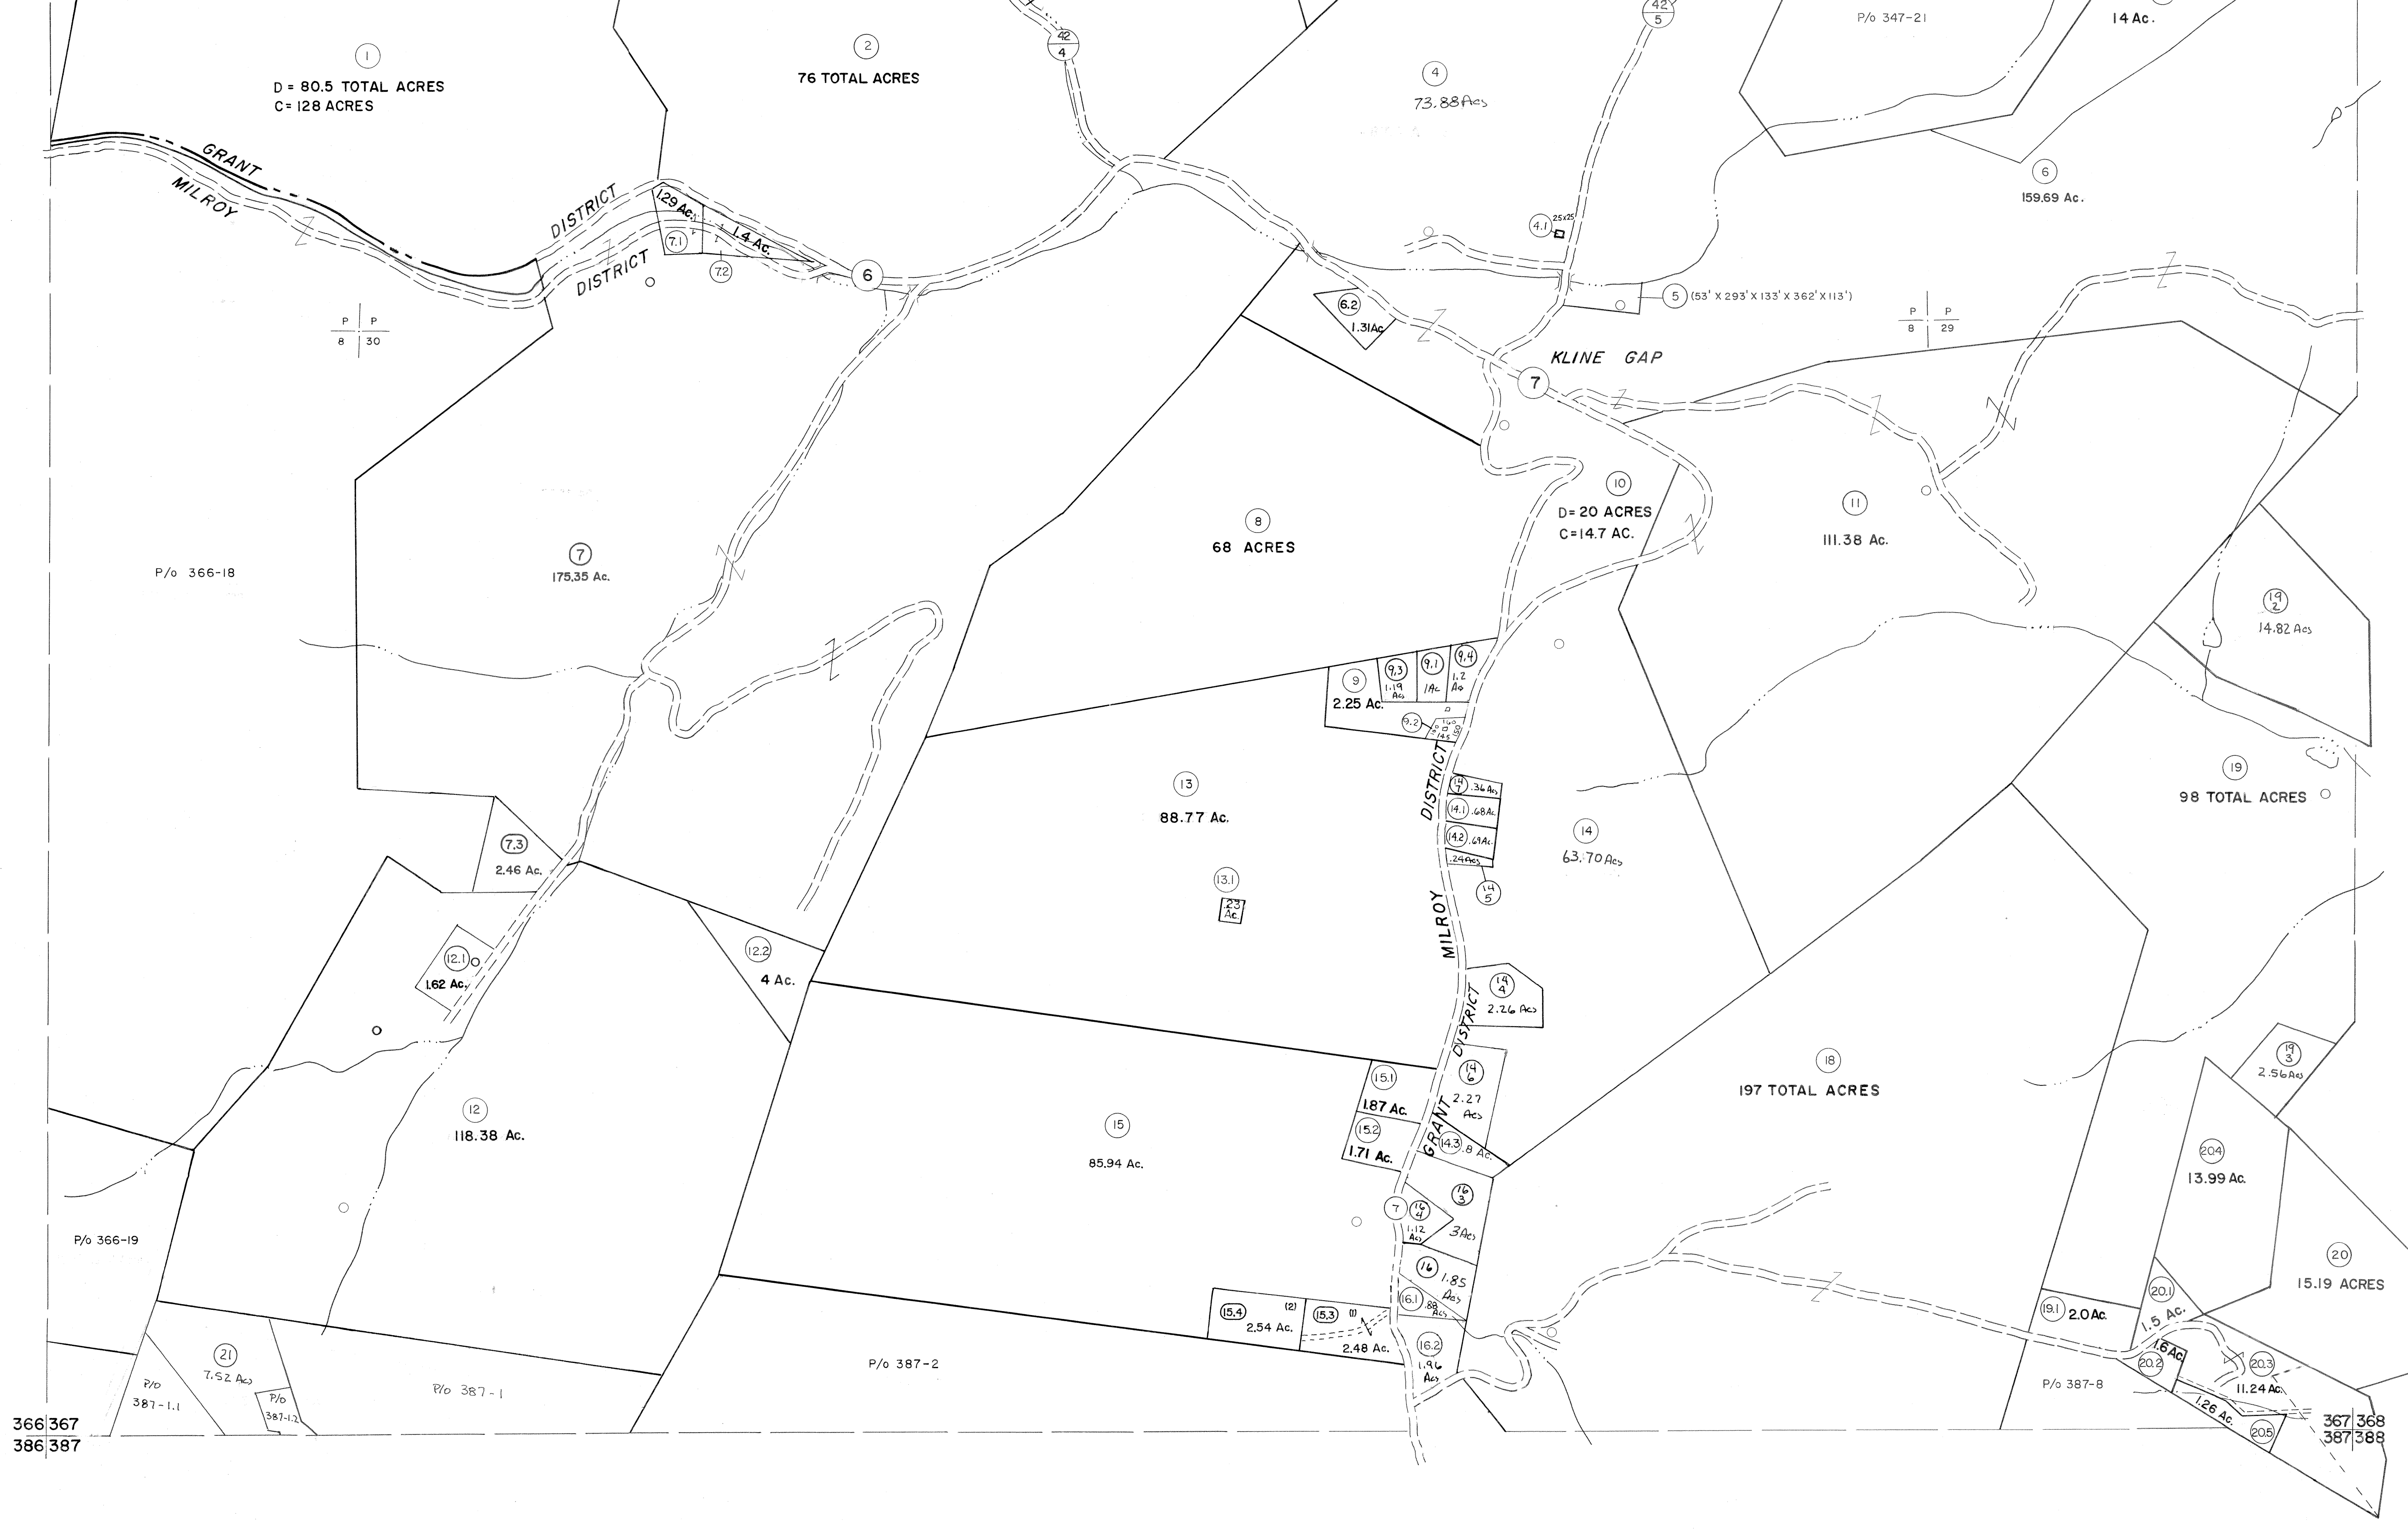 1
D = 80.5 TOTAL ACRES
C = 128 ACRES
2
76 TOTAL ACRES
42
4
4
73.88 Acs
42
5
P/o 347-21
14 Ac.
6
159.69 Ac.
GRANT
MILROY
DISTRICT
DISTRICT
1.29 Ac.
7.1
1.4 Ac.
7.2
6
4.1
25x25
5
(53' X 293' X 133' X 362' X 113')
6.2
1.31Ac
P P
8 30
P P
8 29
KLINE GAP
7
P/o 366-18
7
175.35 Ac.
8
68 ACRES
10
D = 20 ACRES
C = 14.7 AC.
11
111.38 Ac.
19
2
14.82 Acs
9
2.25 Ac.
9.3
1.19
Acs
9.1
1Ac
9.4
1.2
Ac
9.2
160
145
150
DISTRICT
MILROY
13
88.77 Ac.
13.1
.23
Ac.
14
7
.36 Acs
14.1
.68Ac.
14.2
.69Ac.
.24Acs
14
5
14
63.70 Acs
19
98 TOTAL ACRES
7.3
2.46 Ac.
12.1
1.62 Ac.
12.2
4 Ac.
14
4
2.26 Acs
DISTRICT
GRANT
14
6
2.27
Acs
14.3
.8 Ac.
15.1
1.87 Ac.
15.2
1.71 Ac.
12
118.38 Ac.
15
85.94 Ac.
18
197 TOTAL ACRES
19
3
2.56 Acs
20.4
13.99 Ac.
20
15.19 ACRES
P/o 366-19
7
16
3
3 Acs
16
4
1.12
Acs
16
1.85
Acs
16.1
.88
Acs
16.2
1.96
Acs
15.4
(2)
2.54 Ac.
15.3
(1)
2.48 Ac.
19.1
2.0 Ac.
20.1
1.5 Ac.
1.6 Ac.
20.2
20.3
11.24 Ac.
1.26 Ac.
20.5
P/o 387-8
P/o 387-2
P/o 387-1
21
7.52 Acs
P/o
387-1.1
P/o
387-1.2
366 367
386 387
367 368
387 388